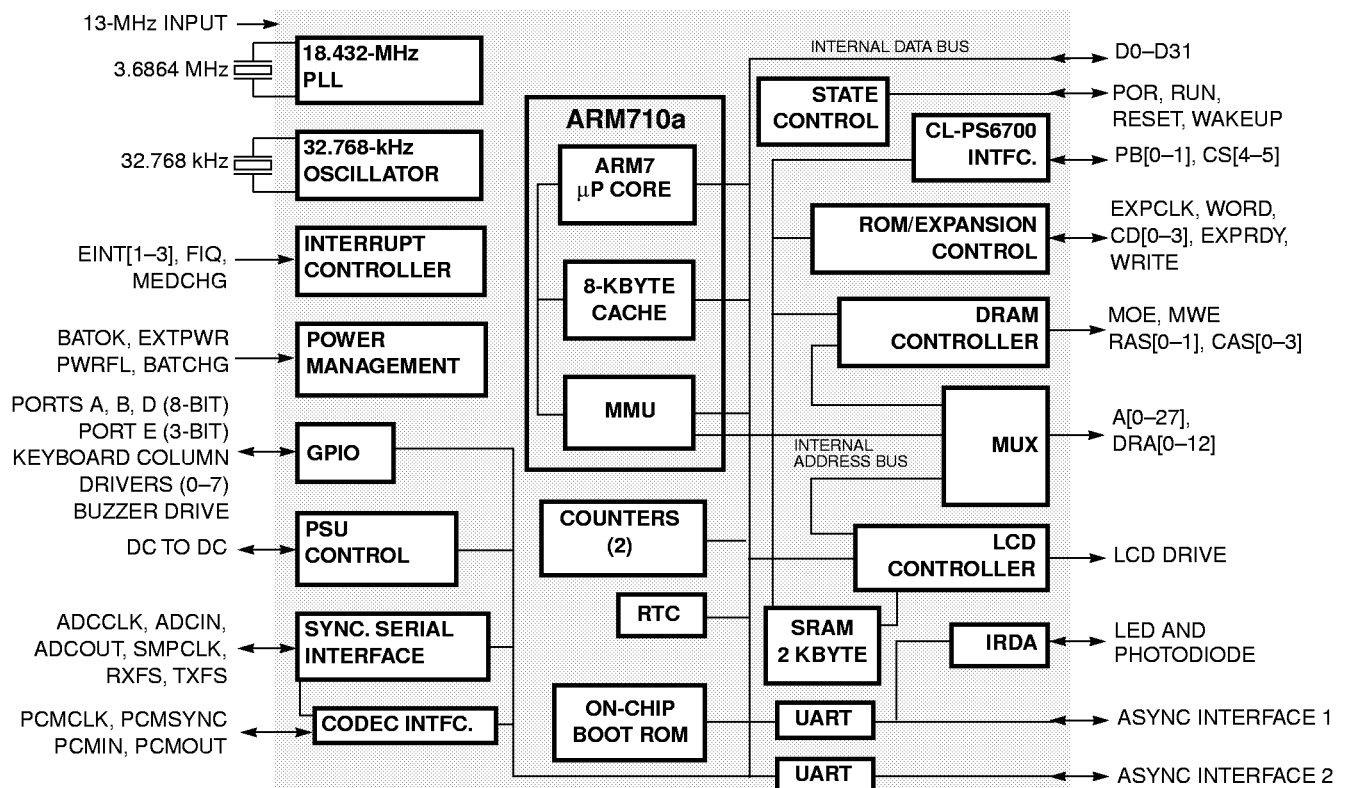 13-MHz INPUT
3.6864 MHz
18.432-MHz
PLL
32.768 kHz
32.768-kHz
OSCILLATOR
EINT[1–3], FIQ,
MEDCHG
INTERRUPT
CONTROLLER
BATOK, EXTPWR
PWRFL, BATCHG
POWER
MANAGEMENT
PORTS A, B, D (8-BIT)
PORT E (3-BIT)
KEYBOARD COLUMN
DRIVERS (0–7)
BUZZER DRIVE
GPIO
DC TO DC
PSU
CONTROL
ADCCLK, ADCIN,
ADCOUT, SMPCLK,
RXFS, TXFS
SYNC. SERIAL
INTERFACE
PCMCLK, PCMSYNC
PCMIN, PCMOUT
CODEC INTFC.
ARM710a
ARM7
µP CORE
8-KBYTE
CACHE
MMU
COUNTERS
(2)
RTC
ON-CHIP
BOOT ROM
INTERNAL DATA BUS
D0–D31
STATE
CONTROL
POR, RUN,
RESET, WAKEUP
CL-PS6700
INTFC.
PB[0–1], CS[4–5]
ROM/EXPANSION
CONTROL
EXPCLK, WORD,
CD[0–3], EXPRDY,
WRITE
DRAM
CONTROLLER
MOE, MWE
RAS[0–1], CAS[0–3]
MUX
A[0–27],
DRA[0–12]
INTERNAL
ADDRESS BUS
LCD
CONTROLLER
LCD DRIVE
SRAM
2 KBYTE
IRDA
LED AND
PHOTODIODE
UART
ASYNC INTERFACE 1
UART
ASYNC INTERFACE 2